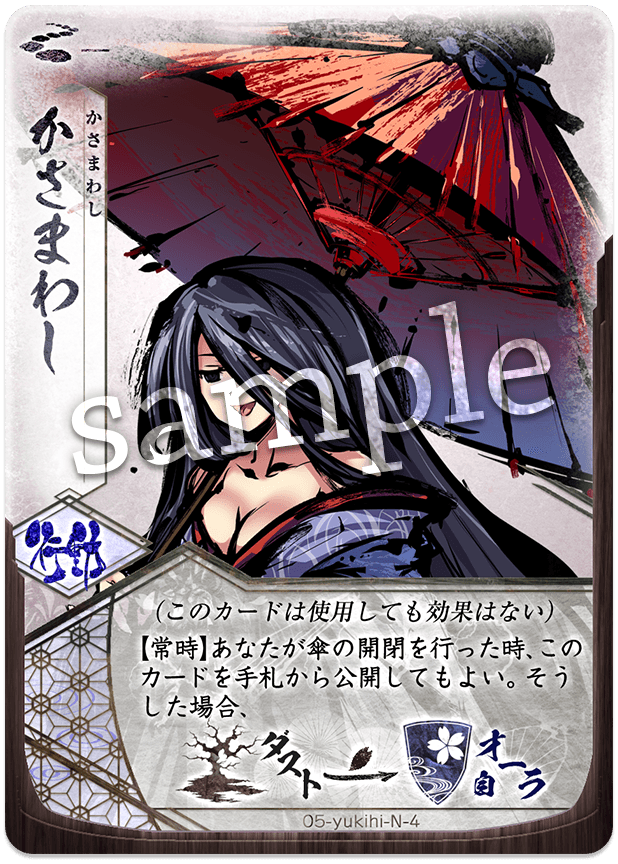 かさまわし
かさまわし
sample
行動
(このカードは使用しても効果はない)
【常時】あなたが傘の開閉を行った時、この
カードを手札から公開してもよい。そう
した場合、
ダスト
自オーラ
05-yukihi-N-4